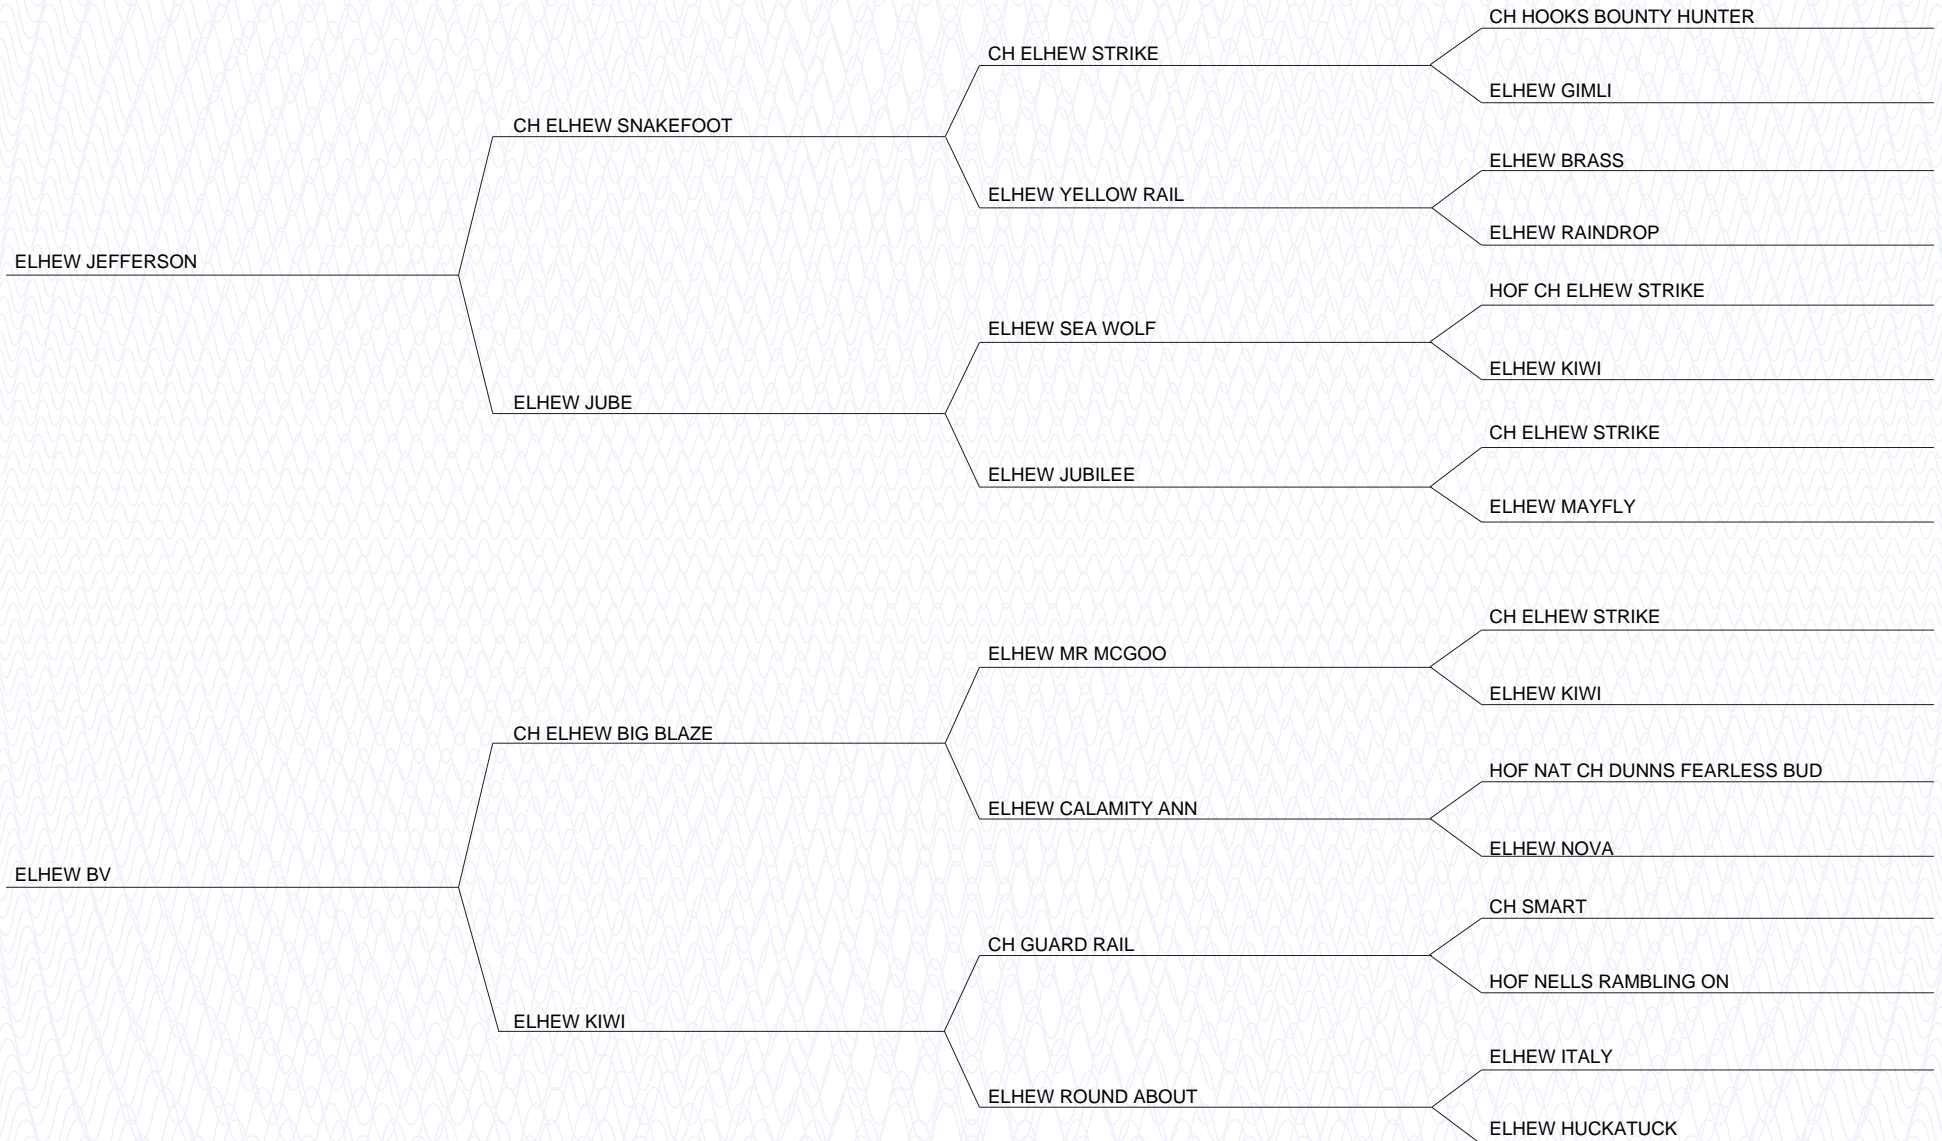 CH HOOKS BOUNTY HUNTER
CH ELHEW STRIKE
ELHEW GIMLI
CH ELHEW SNAKEFOOT
ELHEW BRASS
ELHEW YELLOW RAIL
ELHEW RAINDROP
ELHEW JEFFERSON
HOF CH ELHEW STRIKE
ELHEW SEA WOLF
ELHEW KIWI
ELHEW JUBE
CH ELHEW STRIKE
ELHEW JUBILEE
ELHEW MAYFLY
CH ELHEW STRIKE
ELHEW MR MCGOO
ELHEW KIWI
CH ELHEW BIG BLAZE
HOF NAT CH DUNNS FEARLESS BUD
ELHEW CALAMITY ANN
ELHEW NOVA
ELHEW BV
CH SMART
CH GUARD RAIL
HOF NELLS RAMBLING ON
ELHEW KIWI
ELHEW ITALY
ELHEW ROUND ABOUT
ELHEW HUCKATUCK